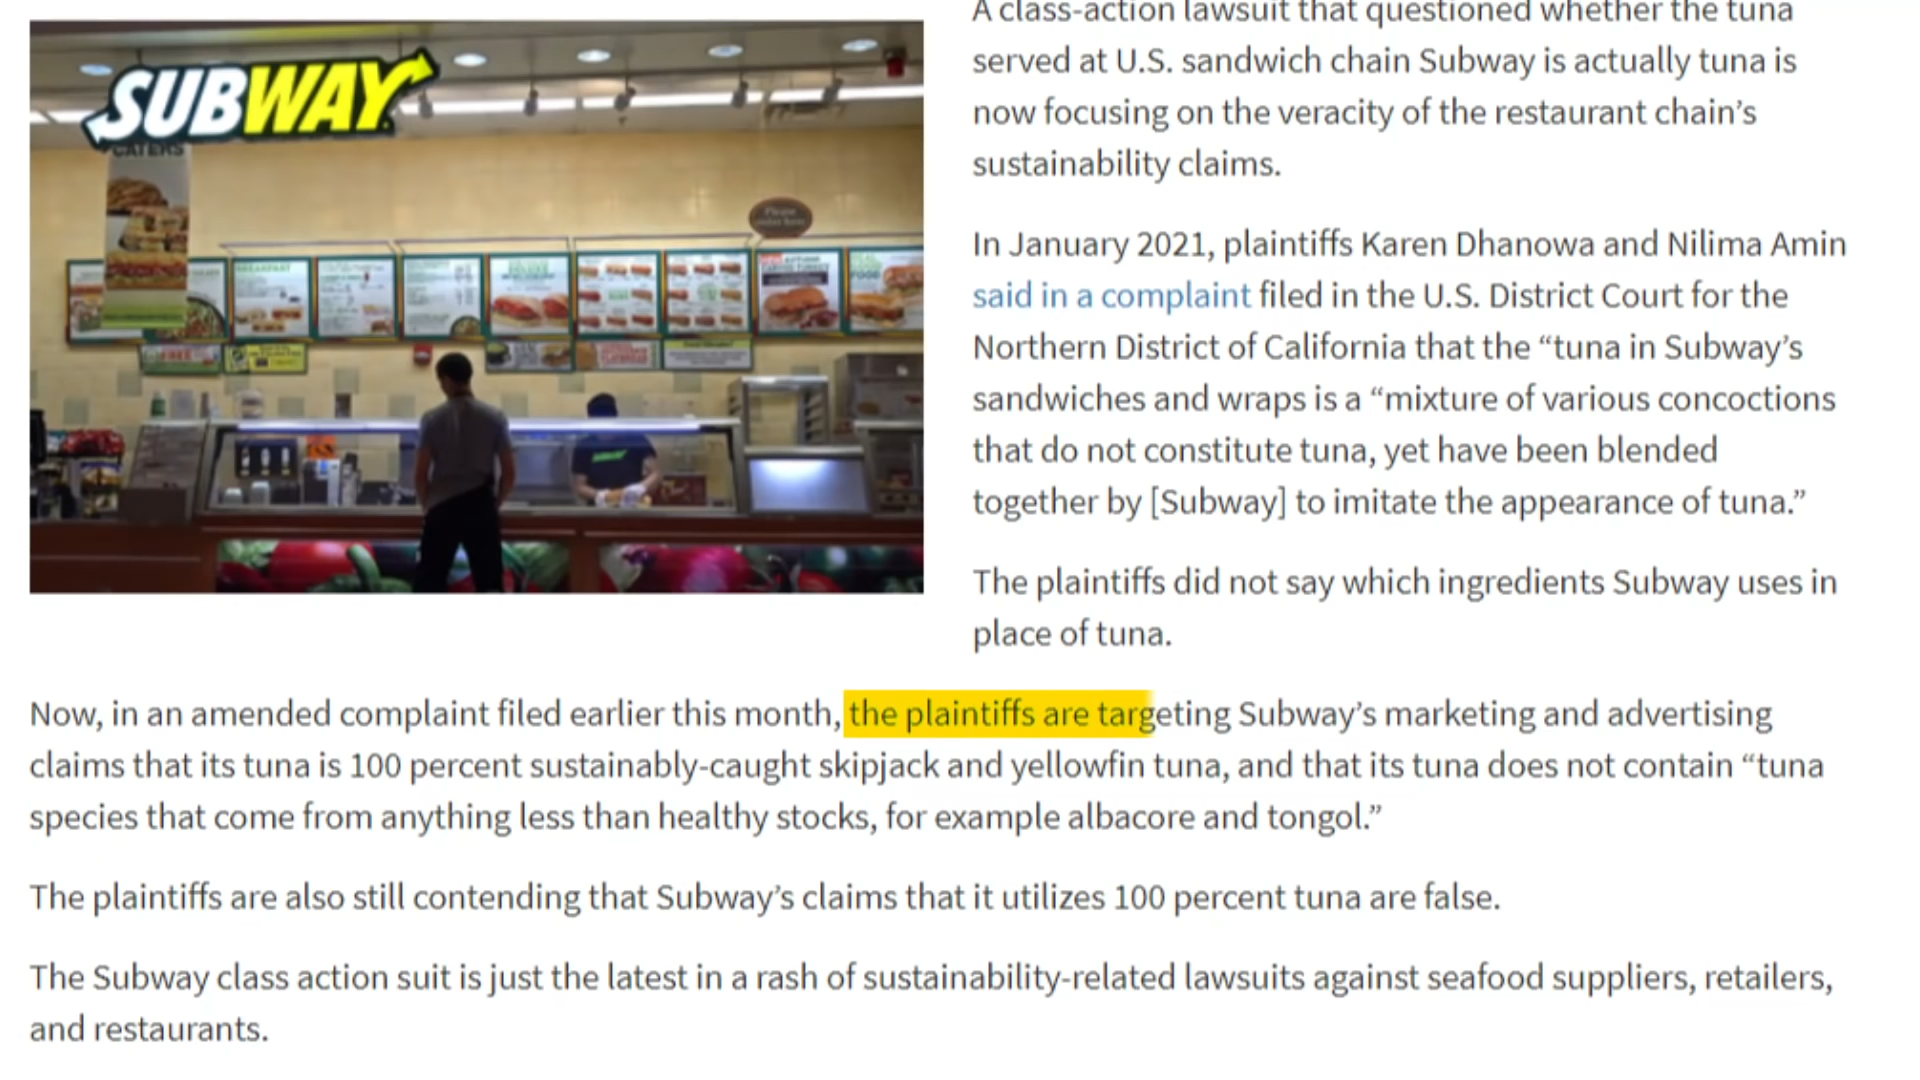 SUBWAY
CATERS
A class-action lawsuit that questioned whether the tuna
served at U.S. sandwich chain Subway is actually tuna is
now focusing on the veracity of the restaurant chain’s
sustainability claims.
In January 2021, plaintiffs Karen Dhanowa and Nilima Amin
said in a complaint filed in the U.S. District Court for the
Northern District of California that the “tuna in Subway’s
sandwiches and wraps is a “mixture of various concoctions
that do not constitute tuna, yet have been blended
together by [Subway] to imitate the appearance of tuna.”
The plaintiffs did not say which ingredients Subway uses in
place of tuna.
Now, in an amended complaint filed earlier this month, the plaintiffs are targeting Subway’s marketing and advertising
claims that its tuna is 100 percent sustainably-caught skipjack and yellowfin tuna, and that its tuna does not contain “tuna
species that come from anything less than healthy stocks, for example albacore and tongol.”
The plaintiffs are also still contending that Subway’s claims that it utilizes 100 percent tuna are false.
The Subway class action suit is just the latest in a rash of sustainability-related lawsuits against seafood suppliers, retailers,
and restaurants.